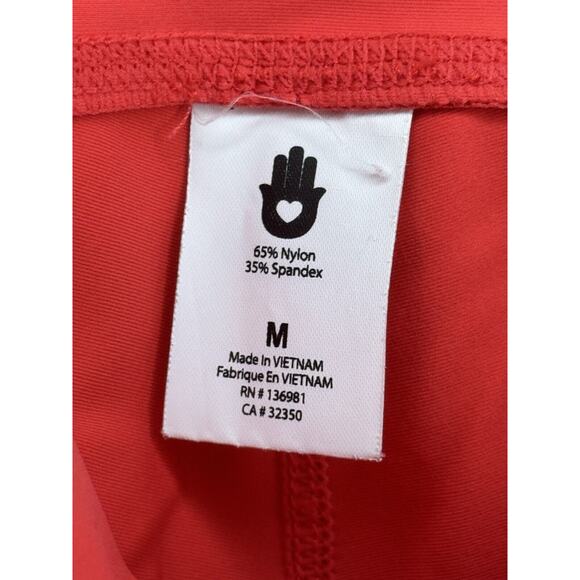 65% Nylon
35% Spandex
M
Made In VIETNAM
Fabrique En VIETNAM
RN # 136981
CA # 32350